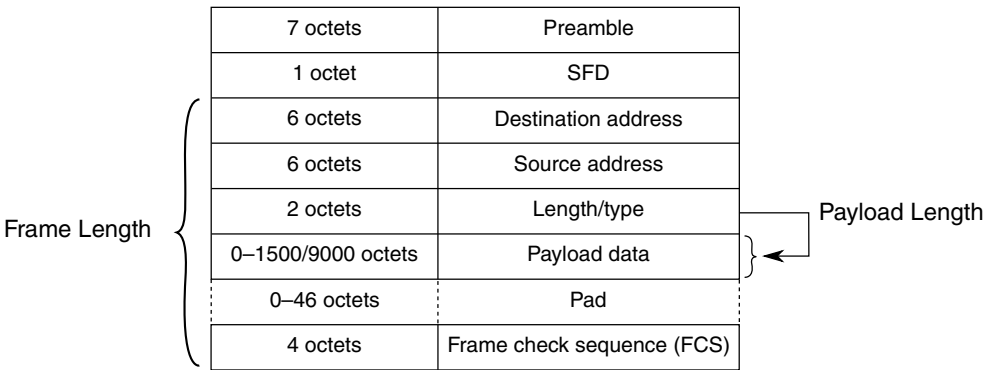 7 octets Preamble
1 octet SFD
6 octets Destination address
6 octets Source address
2 octets Length/type
Payload Length
Frame Length
0–1500/9000 octets Payload data
0–46 octets Pad
4 octets Frame check sequence (FCS)